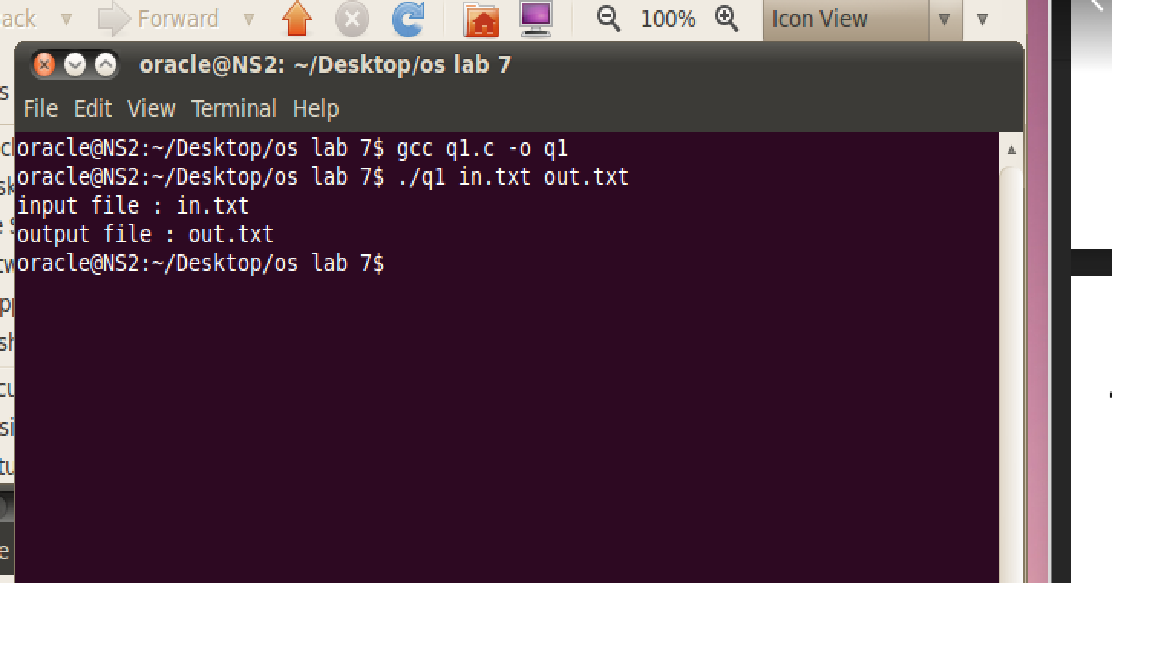 Forward 100% Icon View
oracle@NS2: ~/Desktop/os lab 7
File Edit View Terminal Help
oracle@NS2:~/Desktop/os lab 7$ gcc q1.c -o q1
oracle@NS2:~/Desktop/os lab 7$ ./q1 in.txt out.txt
input file : in.txt
output file : out.txt
oracle@NS2:~/Desktop/os lab 7$